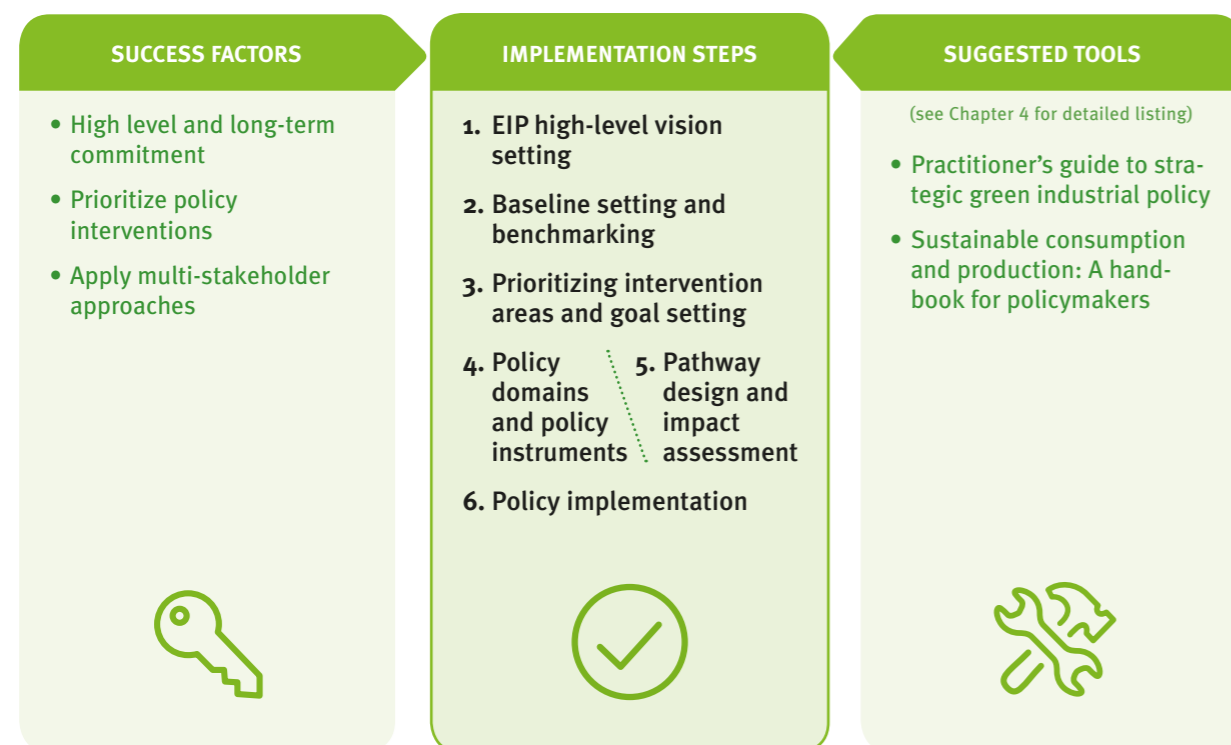 SUCCESS FACTORS
• High level and long-term
commitment
• Prioritize policy
interventions
• Apply multi-stakeholder
approaches
IMPLEMENTATION STEPS
1. EIP high-level vision
setting
2. Baseline setting and
benchmarking
3. Prioritizing intervention
areas and goal setting
4. Policy
domains
and policy
instruments
5. Pathway
design and
impact
assessment
6. Policy implementation
SUGGESTED TOOLS
(see Chapter 4 for detailed listing)
• Practitioner's guide to stra-
tegic green industrial policy
• Sustainable consumption
and production: A hand-
book for policymakers